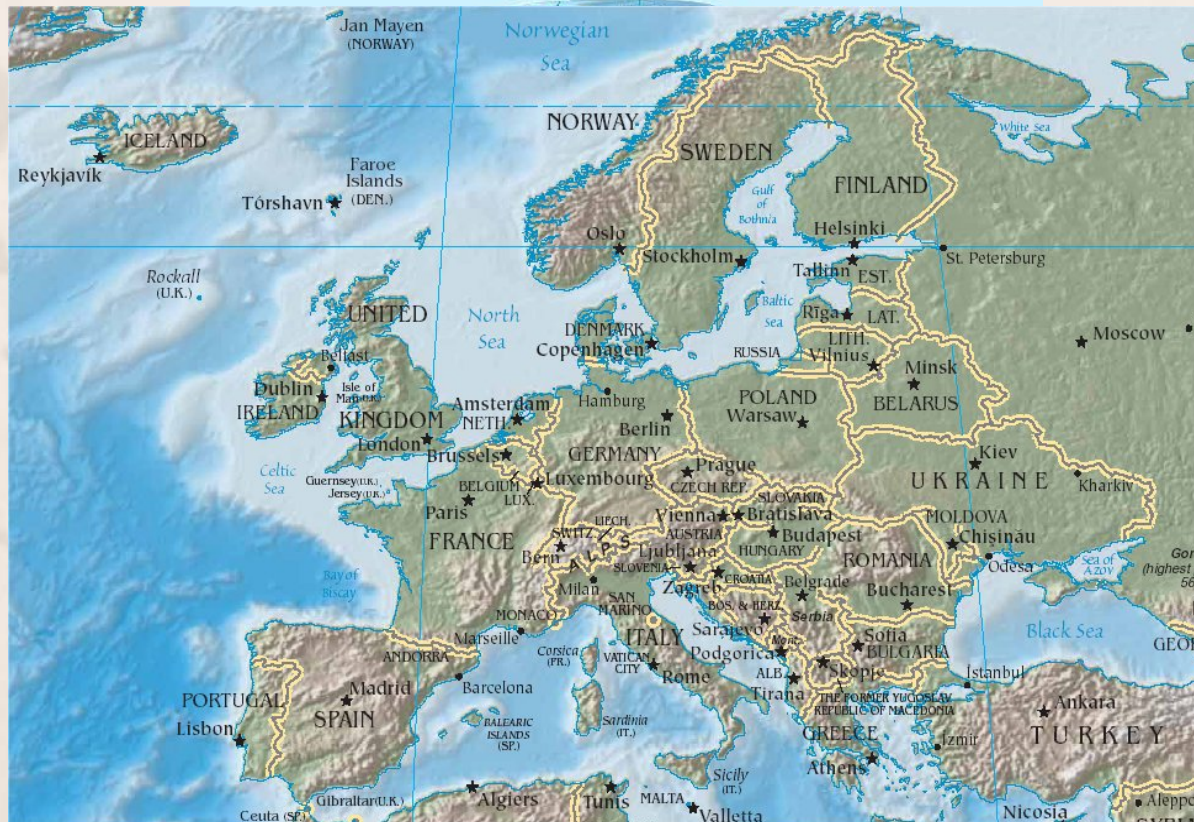 Jan Mayen
(NORWAY)
Norwegian
Sea
ICELAND
Reykjavík
Faroe
Islands
(DEN.)
Tórshavn
NORWAY
SWEDEN
FINLAND
White Sea
Gulf
of
Bothnia
Oslo
Helsinki
Stockholm
Tallinn
EST.
St. Petersburg
Rockall
(U.K.)
UNITED
KINGDOM
North
Sea
Baltic
Sea
DENMARK
Copenhagen
Rīga
LAT.
LITH.
Vilnius
RUSSIA
Moscow
Belfast
Dublin
IRELAND
Isle of
Man (U.K.)
London
Amsterdam
NETH.
Hamburg
Berlin
POLAND
Warsaw
Minsk
BELARUS
Celtic
Sea
Guernsey (U.K.)
Jersey (U.K.)
Brussels
BELGIUM
LUX.
Luxembourg
GERMANY
Prague
CZECH REP.
SLOVAKIA
Kiev
UKRAINE
Kharkiv
Paris
FRANCE
LIECH.
SWITZ.
Bern
ALPS
Vienna
Bratislava
AUSTRIA
Budapest
HUNGARY
Ljubljana
SLOVENIA
Zagreb
CROATIA
MOLDOVA
Chișinău
ROMANIA
Odesa
Sea of
Azov
Gor
(highest
56
Bay of
Biscay
Milan
MONACO
SAN
MARINO
Belgrade
BOS. & HERZ.
Serbia
Bucharest
Marseille
ITALY
Sarajevo
Mont.
Podgorica
Sofia
BULGARIA
Black Sea
GEO
ANDORRA
Corsica
(FR.)
VATICAN
CITY
Rome
ALB.
Tirana
Skopje
THE FORMER YUGOSLAV
REPUBLIC OF MACEDONIA
İstanbul
PORTUGAL
Lisbon
Madrid
SPAIN
Barcelona
BALEARIC
ISLANDS
(SP.)
Sardinia
(IT.)
GREECE
Athens
İzmir
Ankara
TURKEY
Sicily
(IT.)
Gibraltar (U.K.)
Ceuta (SP.)
Algiers
Tunis
MALTA
Valletta
Nicosia
Aleppo